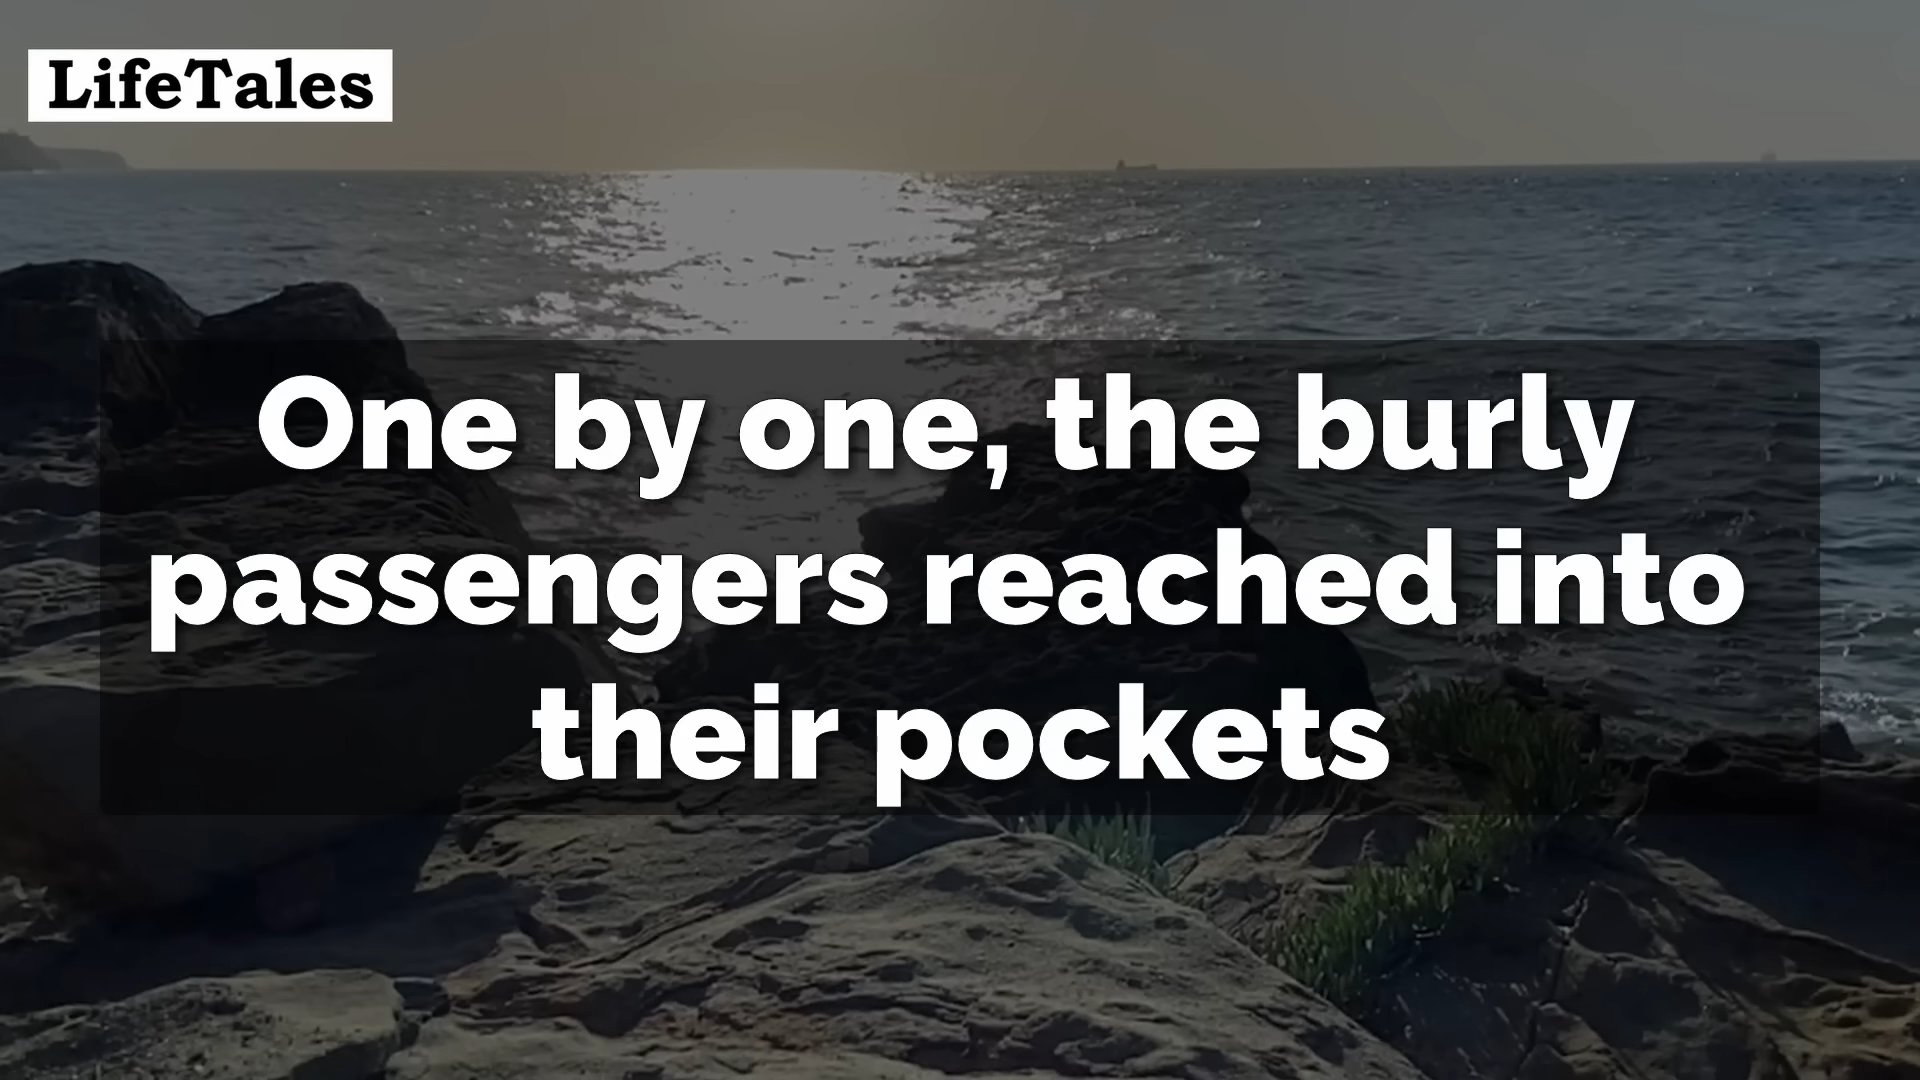 LifeTales
One by one, the burly
passengers reached into
their pockets